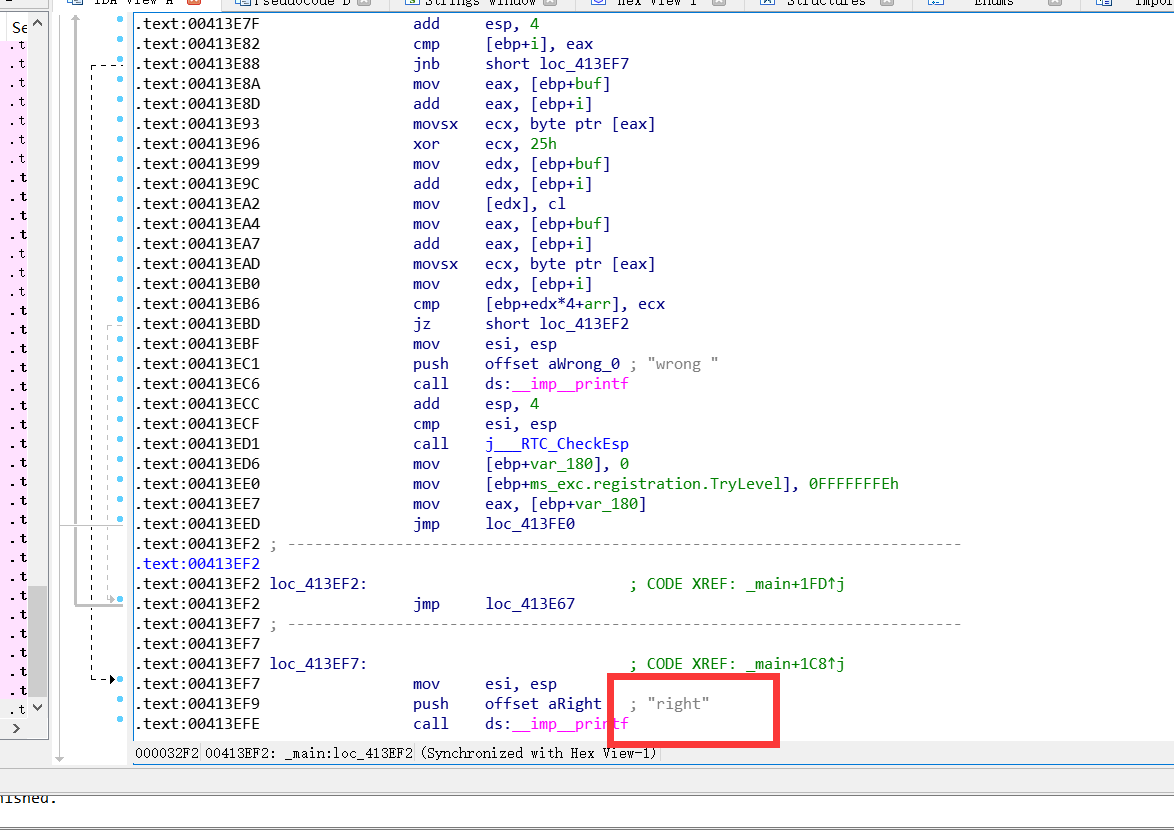 IDA View-A Pseudocode-D Strings window Hex View-1 Structures Enums Impor
Se
.text:00413E7F add esp, 4
.text:00413E82 cmp [ebp+i], eax
.text:00413E88 jnb short loc_413EF7
.text:00413E8A mov eax, [ebp+buf]
.text:00413E8D add eax, [ebp+i]
.text:00413E93 movsx ecx, byte ptr [eax]
.text:00413E96 xor ecx, 25h
.text:00413E99 mov edx, [ebp+buf]
.text:00413E9C add edx, [ebp+i]
.text:00413EA2 mov [edx], cl
.text:00413EA4 mov eax, [ebp+buf]
.text:00413EA7 add eax, [ebp+i]
.text:00413EAD movsx ecx, byte ptr [eax]
.text:00413EB0 mov edx, [ebp+i]
.text:00413EB6 cmp [ebp+edx*4+arr], ecx
.text:00413EBD jz short loc_413EF2
.text:00413EBF mov esi, esp
.text:00413EC1 push offset aWrong_0 ; "wrong "
.text:00413EC6 call ds:__imp__printf
.text:00413ECC add esp, 4
.text:00413ECF cmp esi, esp
.text:00413ED1 call j___RTC_CheckEsp
.text:00413ED6 mov [ebp+var_180], 0
.text:00413EE0 mov [ebp+ms_exc.registration.TryLevel], 0FFFFFFFEh
.text:00413EE7 mov eax, [ebp+var_180]
.text:00413EED jmp loc_413FE0
.text:00413EF2 ; ---------------------------------------------------------------------------
.text:00413EF2
.text:00413EF2 loc_413EF2: ; CODE XREF: _main+1FD↑j
.text:00413EF2 jmp loc_413E67
.text:00413EF7 ; ---------------------------------------------------------------------------
.text:00413EF7
.text:00413EF7 loc_413EF7: ; CODE XREF: _main+1C8↑j
.text:00413EF7 mov esi, esp
.text:00413EF9 push offset aRight ; "right"
.text:00413EFE call ds:__imp__printf
000032F2 00413EF2: _main:loc_413EF2 (Synchronized with Hex View-1)
nished.